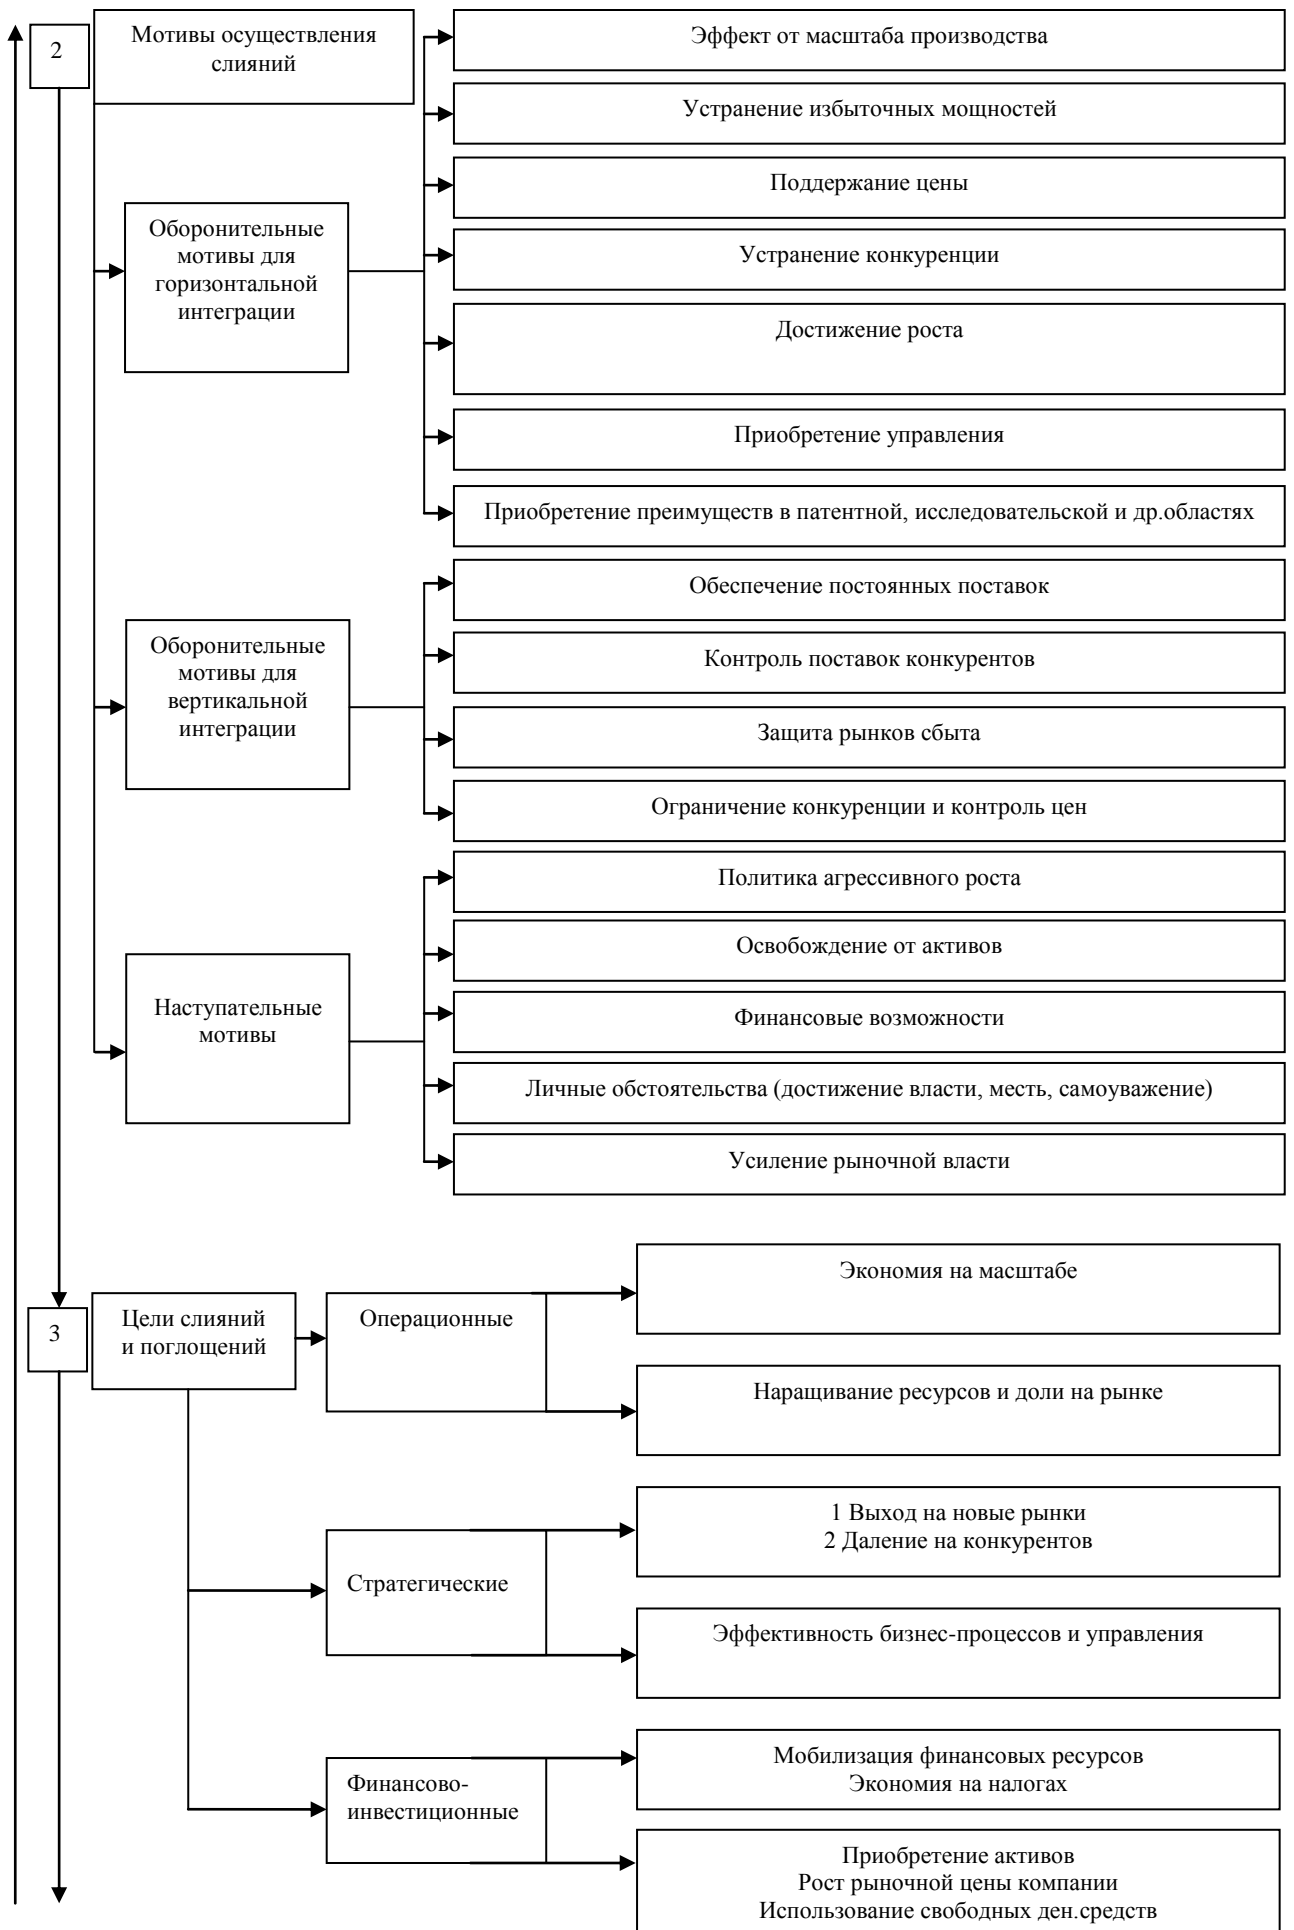 2
Мотивы осуществления
слияний
Эффект от масштаба производства
Устранение избыточных мощностей
Поддержание цены
Оборонительные
мотивы для
горизонтальной
интеграции
Устранение конкуренции
Достижение роста
Приобретение управления
Приобретение преимуществ в патентной, исследовательской и др.областях
Оборонительные
мотивы для
вертикальной
интеграции
Обеспечение постоянных поставок
Контроль поставок конкурентов
Защита рынков сбыта
Ограничение конкуренции и контроль цен
Наступательные
мотивы
Политика агрессивного роста
Освобождение от активов
Финансовые возможности
Личные обстоятельства (достижение власти, месть, самоуважение)
Усиление рыночной власти
3
Цели слияний
и поглощений
Операционные
Экономия на масштабе
Наращивание ресурсов и доли на рынке
Стратегические
1 Выход на новые рынки
2 Даление на конкурентов
Эффективность бизнес-процессов и управления
Финансово-
инвестиционные
Мобилизация финансовых ресурсов
Экономия на налогах
Приобретение активов
Рост рыночной цены компании
Использование свободных ден.средств